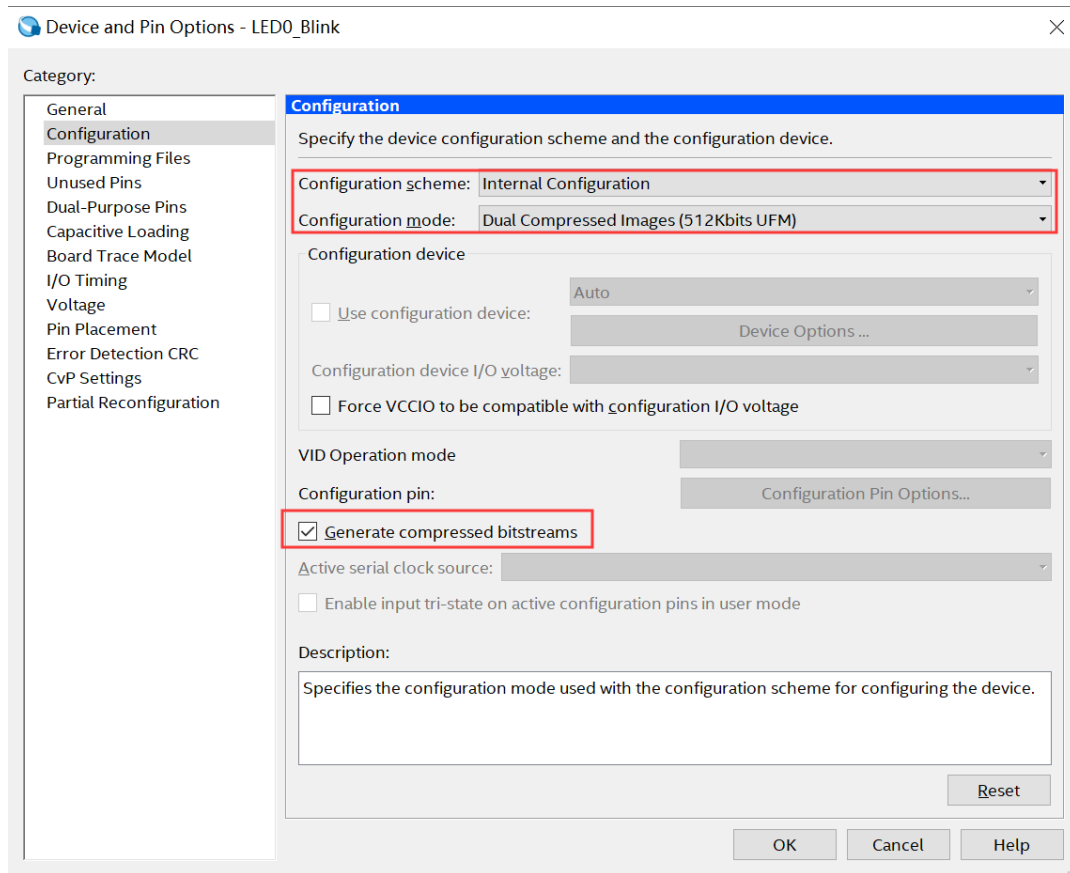 Device and Pin Options - LED0_Blink
Category:
General
Configuration
Programming Files
Unused Pins
Dual-Purpose Pins
Capacitive Loading
Board Trace Model
I/O Timing
Voltage
Pin Placement
Error Detection CRC
CvP Settings
Partial Reconfiguration
Configuration
Specify the device configuration scheme and the configuration device.
Configuration scheme: Internal Configuration
Configuration mode: Dual Compressed Images (512Kbits UFM)
Configuration device
Auto
Use configuration device:
Device Options ...
Configuration device I/O voltage:
Force VCCIO to be compatible with configuration I/O voltage
VID Operation mode
Configuration pin: Configuration Pin Options...
Generate compressed bitstreams
Active serial clock source:
Enable input tri-state on active configuration pins in user mode
Description:
Specifies the configuration mode used with the configuration scheme for configuring the device.
Reset
OK Cancel Help